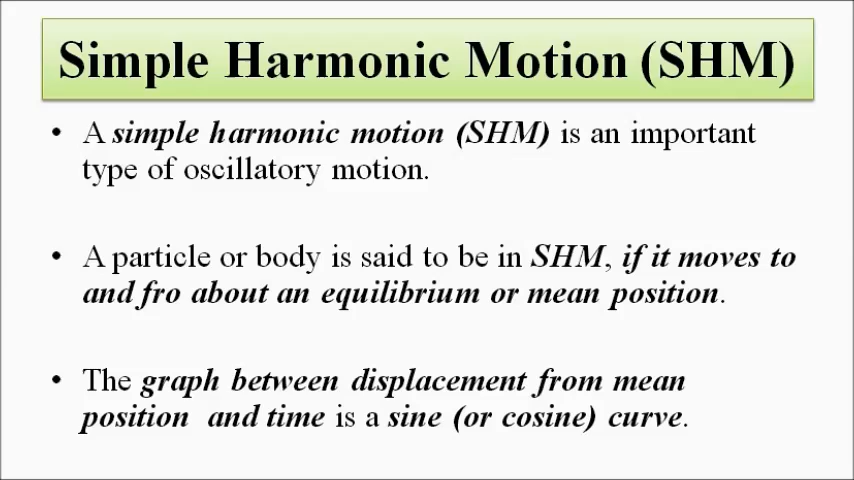 Simple Harmonic Motion (SHM)
• A simple harmonic motion (SHM) is an important
type of oscillatory motion.
• A particle or body is said to be in SHM, if it moves to
and fro about an equilibrium or mean position.
• The graph between displacement from mean
position and time is a sine (or cosine) curve.